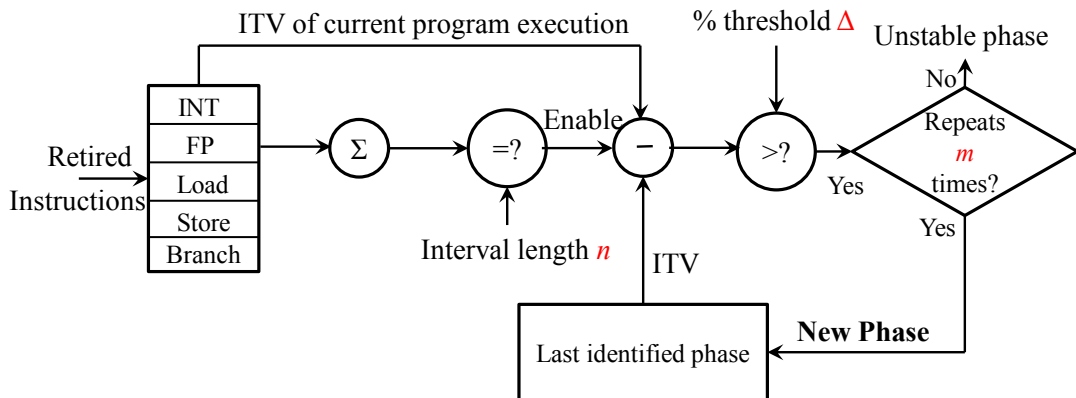 ITV of current program execution
% threshold Δ
Unstable phase
No
INT
FP
Load
Store
Branch
Retired
Instructions
Σ
=?
Enable
−
>?
Yes
Repeats
m
times?
Yes
Interval length n
ITV
Last identified phase
New Phase